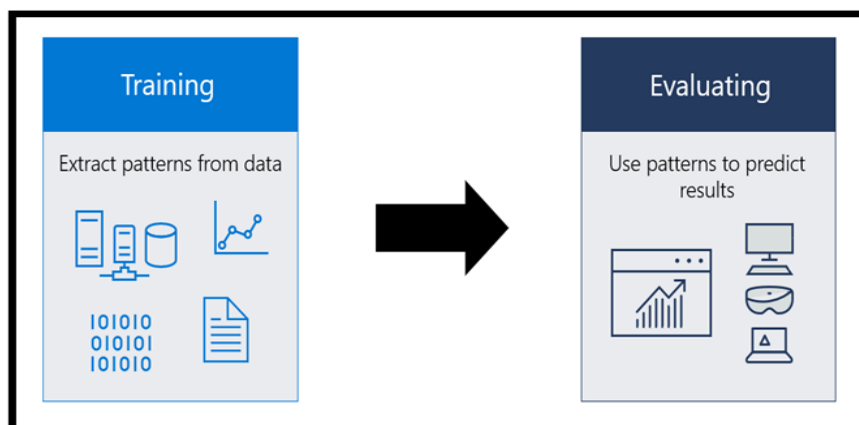 Training
Extract patterns from data
101010
010101
101010
Evaluating
Use patterns to predict
results